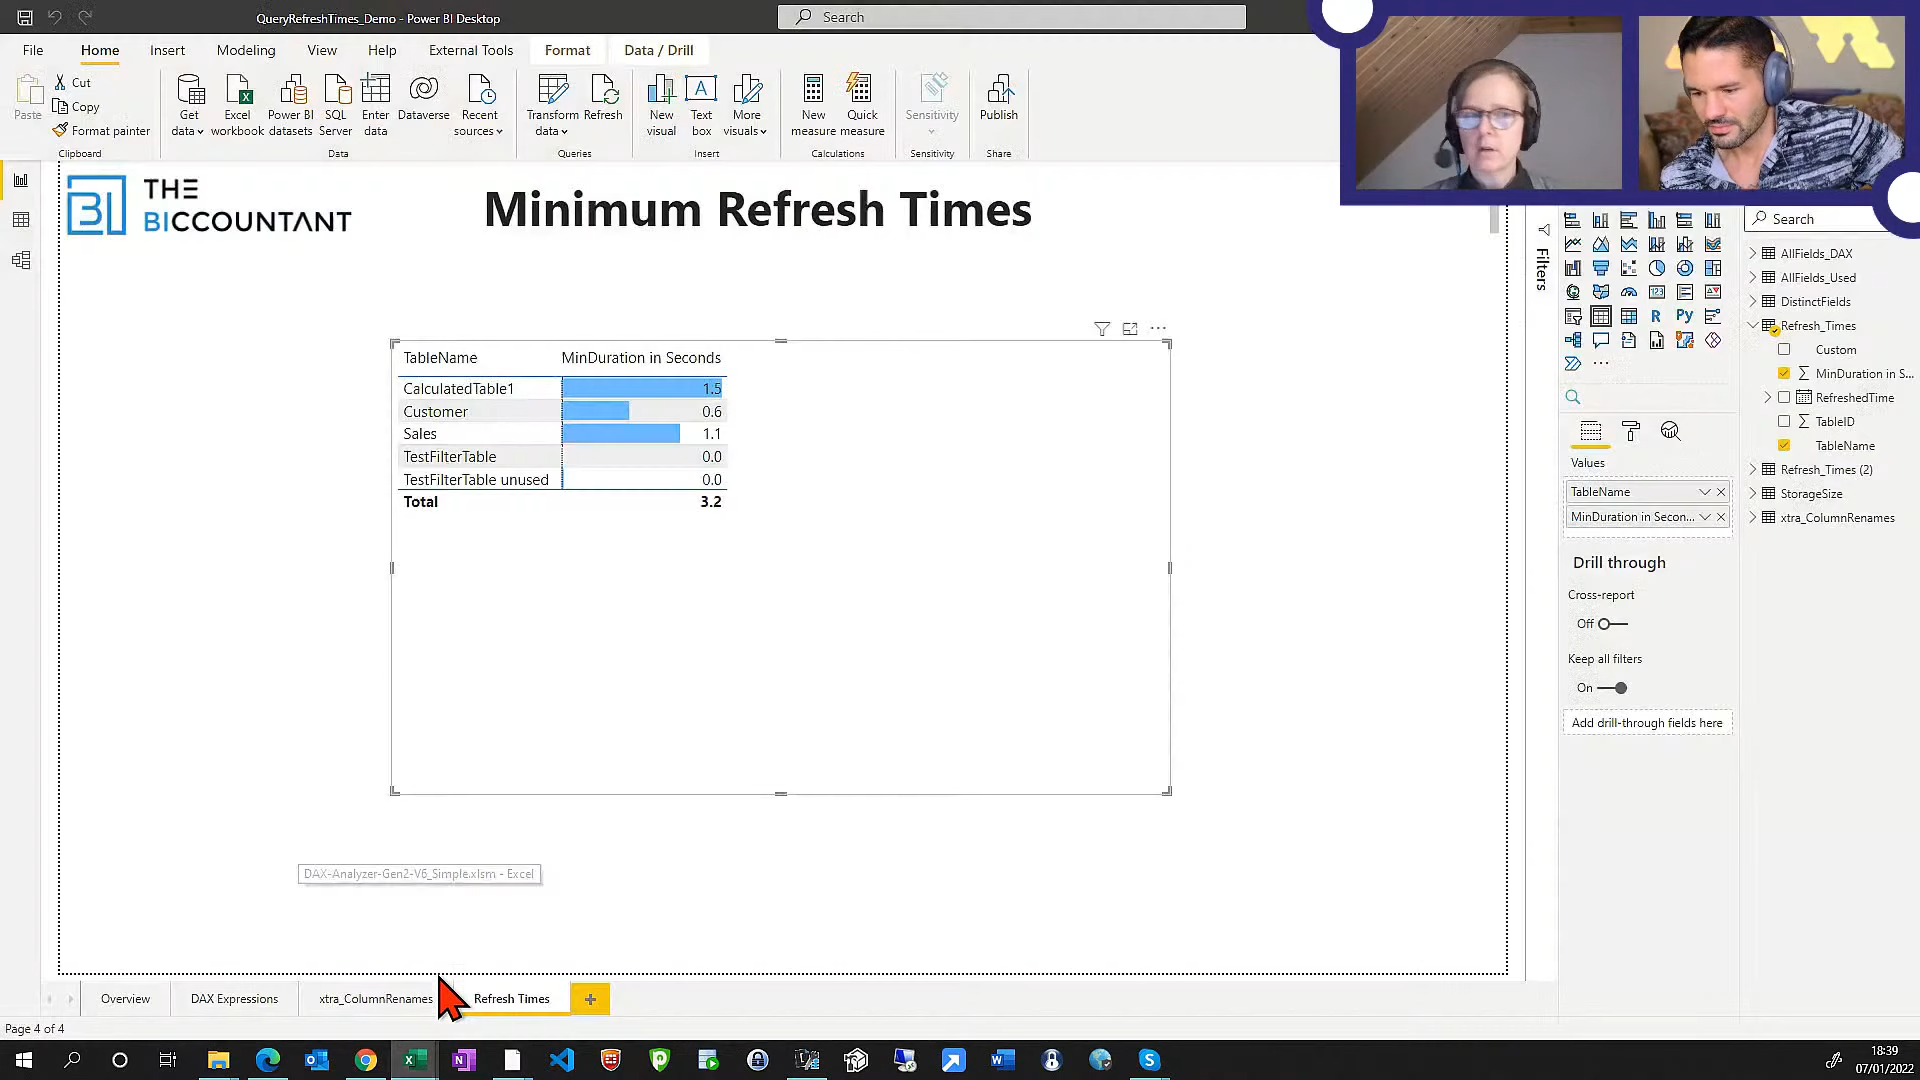 QueryRefreshTimes_Demo - Power BI Desktop
Search
File
Home
Insert
Modeling
View
Help
External Tools
Format
Data / Drill
Paste
Cut
Copy
Format painter
Clipboard
Get data
Excel workbook
Power BI datasets
SQL Server
Enter data
Dataverse
Recent sources
Data
Transform data
Refresh
Queries
New visual
Text box
More visuals
Insert
New measure
Quick measure
Calculations
Sensitivity
Sensitivity
Publish
Share
THE
BICCOUNTANT
Minimum Refresh Times
TableName MinDuration in Seconds
CalculatedTable1 1.5
Customer 0.6
Sales 1.1
TestFilterTable 0.0
TestFilterTable unused 0.0
Total 3.2
DAX-Analyzer-Gen2-V6_Simple.xlsm - Excel
Filters
123
R
Py
Values
TableName
MinDuration in Secon...
Drill through
Cross-report
Off
Keep all filters
On
Add drill-through fields here
Search
AllFields_DAX
AllFields_Used
DistinctFields
Refresh_Times
Custom
MinDuration in S...
RefreshedTime
TableID
TableName
Refresh_Times (2)
StorageSize
xtra_ColumnRenames
Overview
DAX Expressions
xtra_ColumnRenames
Refresh Times
Page 4 of 4
18:39
07/01/2022